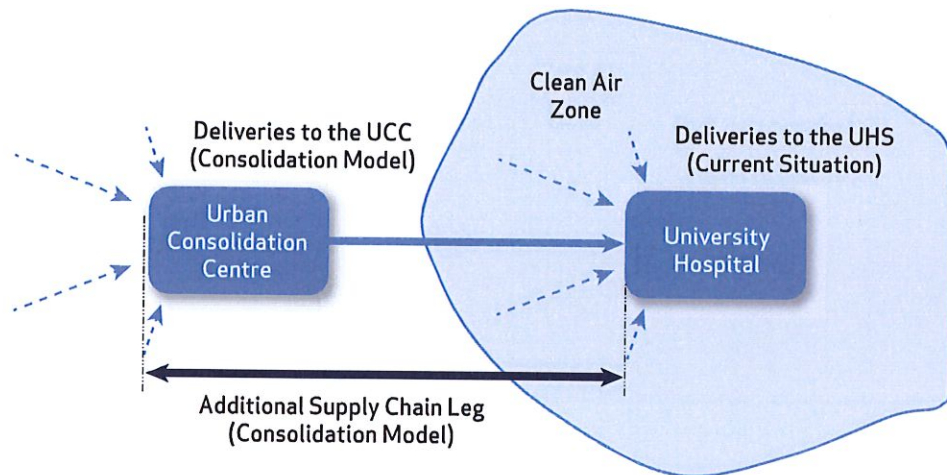 Clean Air
Zone
Deliveries to the UCC
(Consolidation Model)
Deliveries to the UHS
(Current Situation)
Urban
Consolidation
Centre
University
Hospital
Additional Supply Chain Leg
(Consolidation Model)